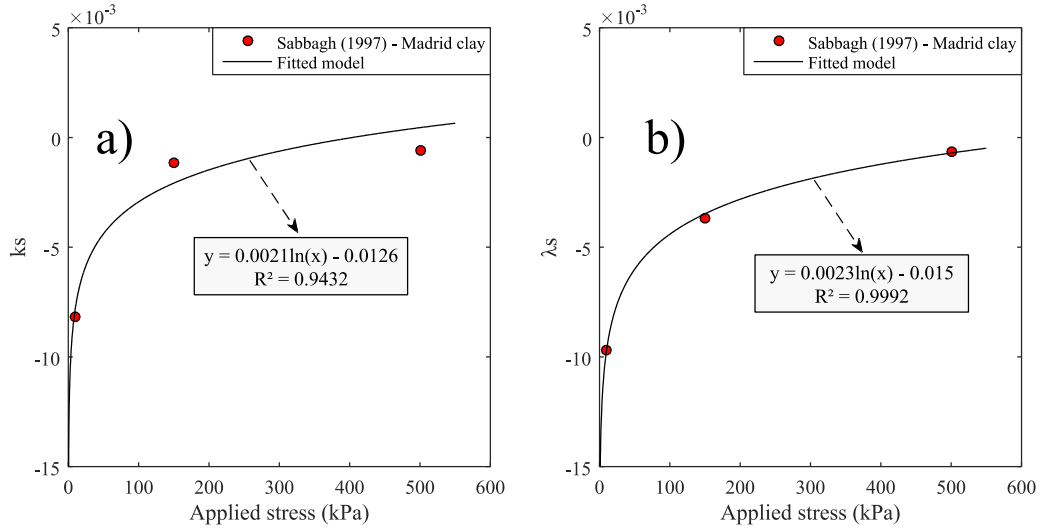 ×10⁻³
5
0
-5
-10
-15
ks
a)
Sabbagh (1997) - Madrid clay
Fitted model
y = 0.0021ln(x) - 0.0126
R² = 0.9432
0 100 200 300 400 500 600
Applied stress (kPa)
×10⁻³
5
0
-5
-10
-15
λs
b)
Sabbagh (1997) - Madrid clay
Fitted model
y = 0.0023ln(x) - 0.015
R² = 0.9992
0 100 200 300 400 500 600
Applied stress (kPa)